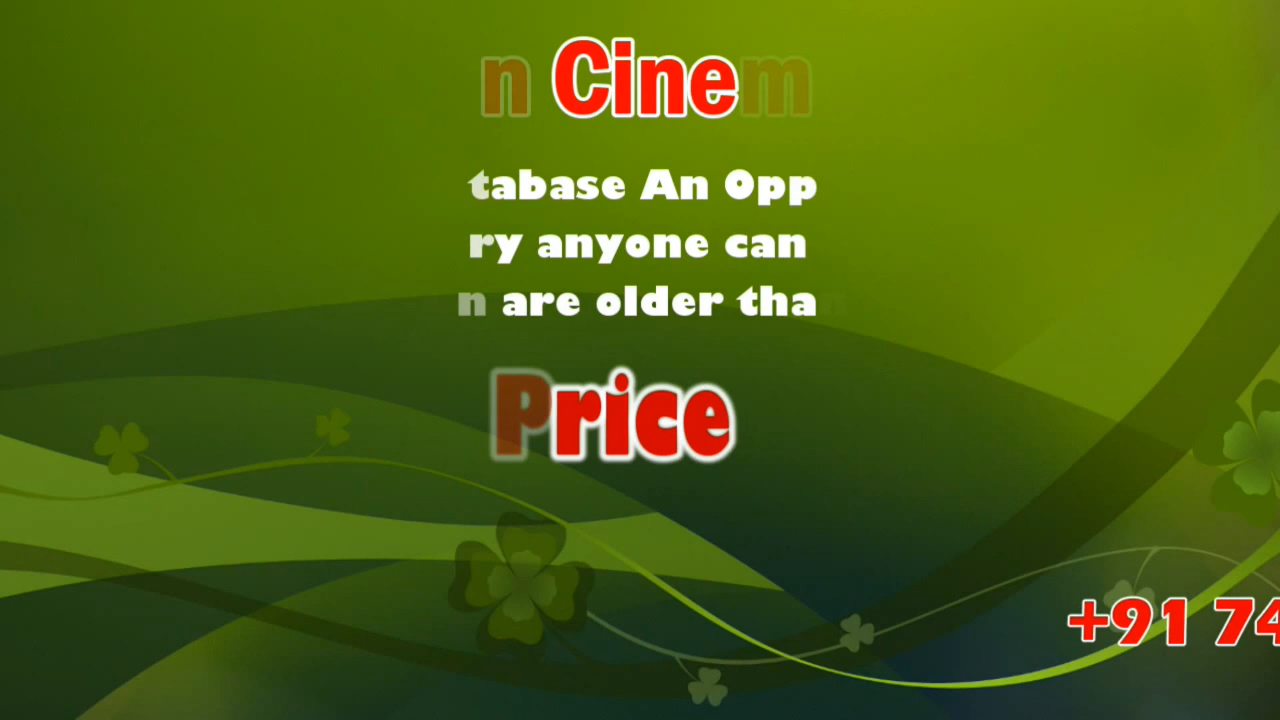 n Cinem
tabase An Opp
ry anyone can
n are older tha
Price
+91 74